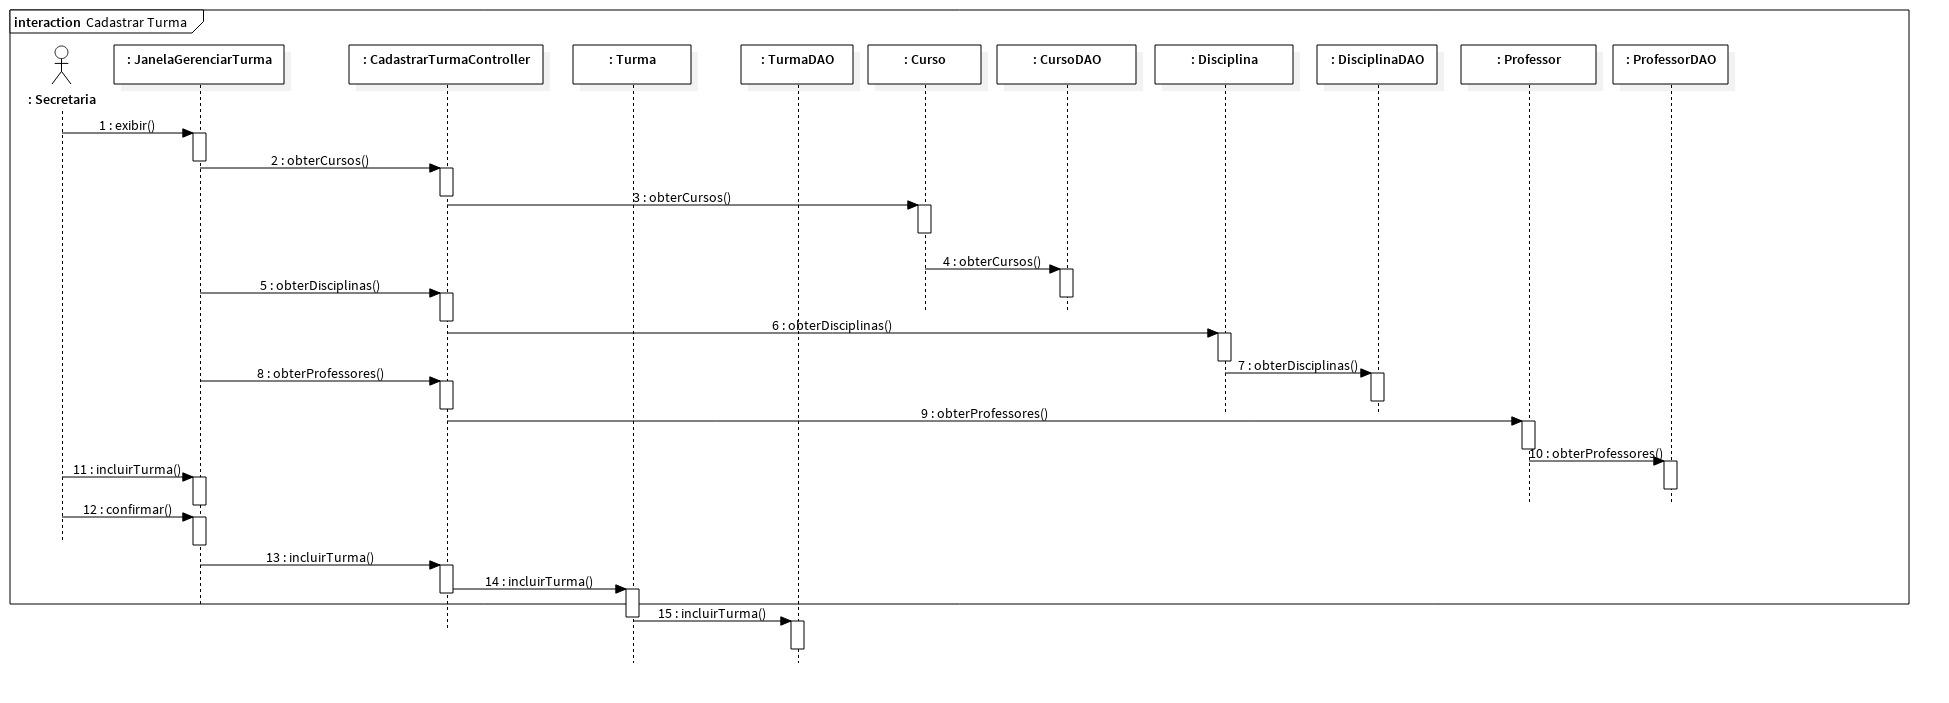 interaction Cadastrar Turma
: Secretaria
: JanelaGerenciarTurma
: CadastrarTurmaController
: Turma
: TurmaDAO
: Curso
: CursoDAO
: Disciplina
: DisciplinaDAO
: Professor
: ProfessorDAO
1 : exibir()
2 : obterCursos()
3 : obterCursos()
4 : obterCursos()
5 : obterDisciplinas()
6 : obterDisciplinas()
7 : obterDisciplinas()
8 : obterProfessores()
9 : obterProfessores()
10 : obterProfessores()
11 : incluirTurma()
12 : confirmar()
13 : incluirTurma()
14 : incluirTurma()
15 : incluirTurma()